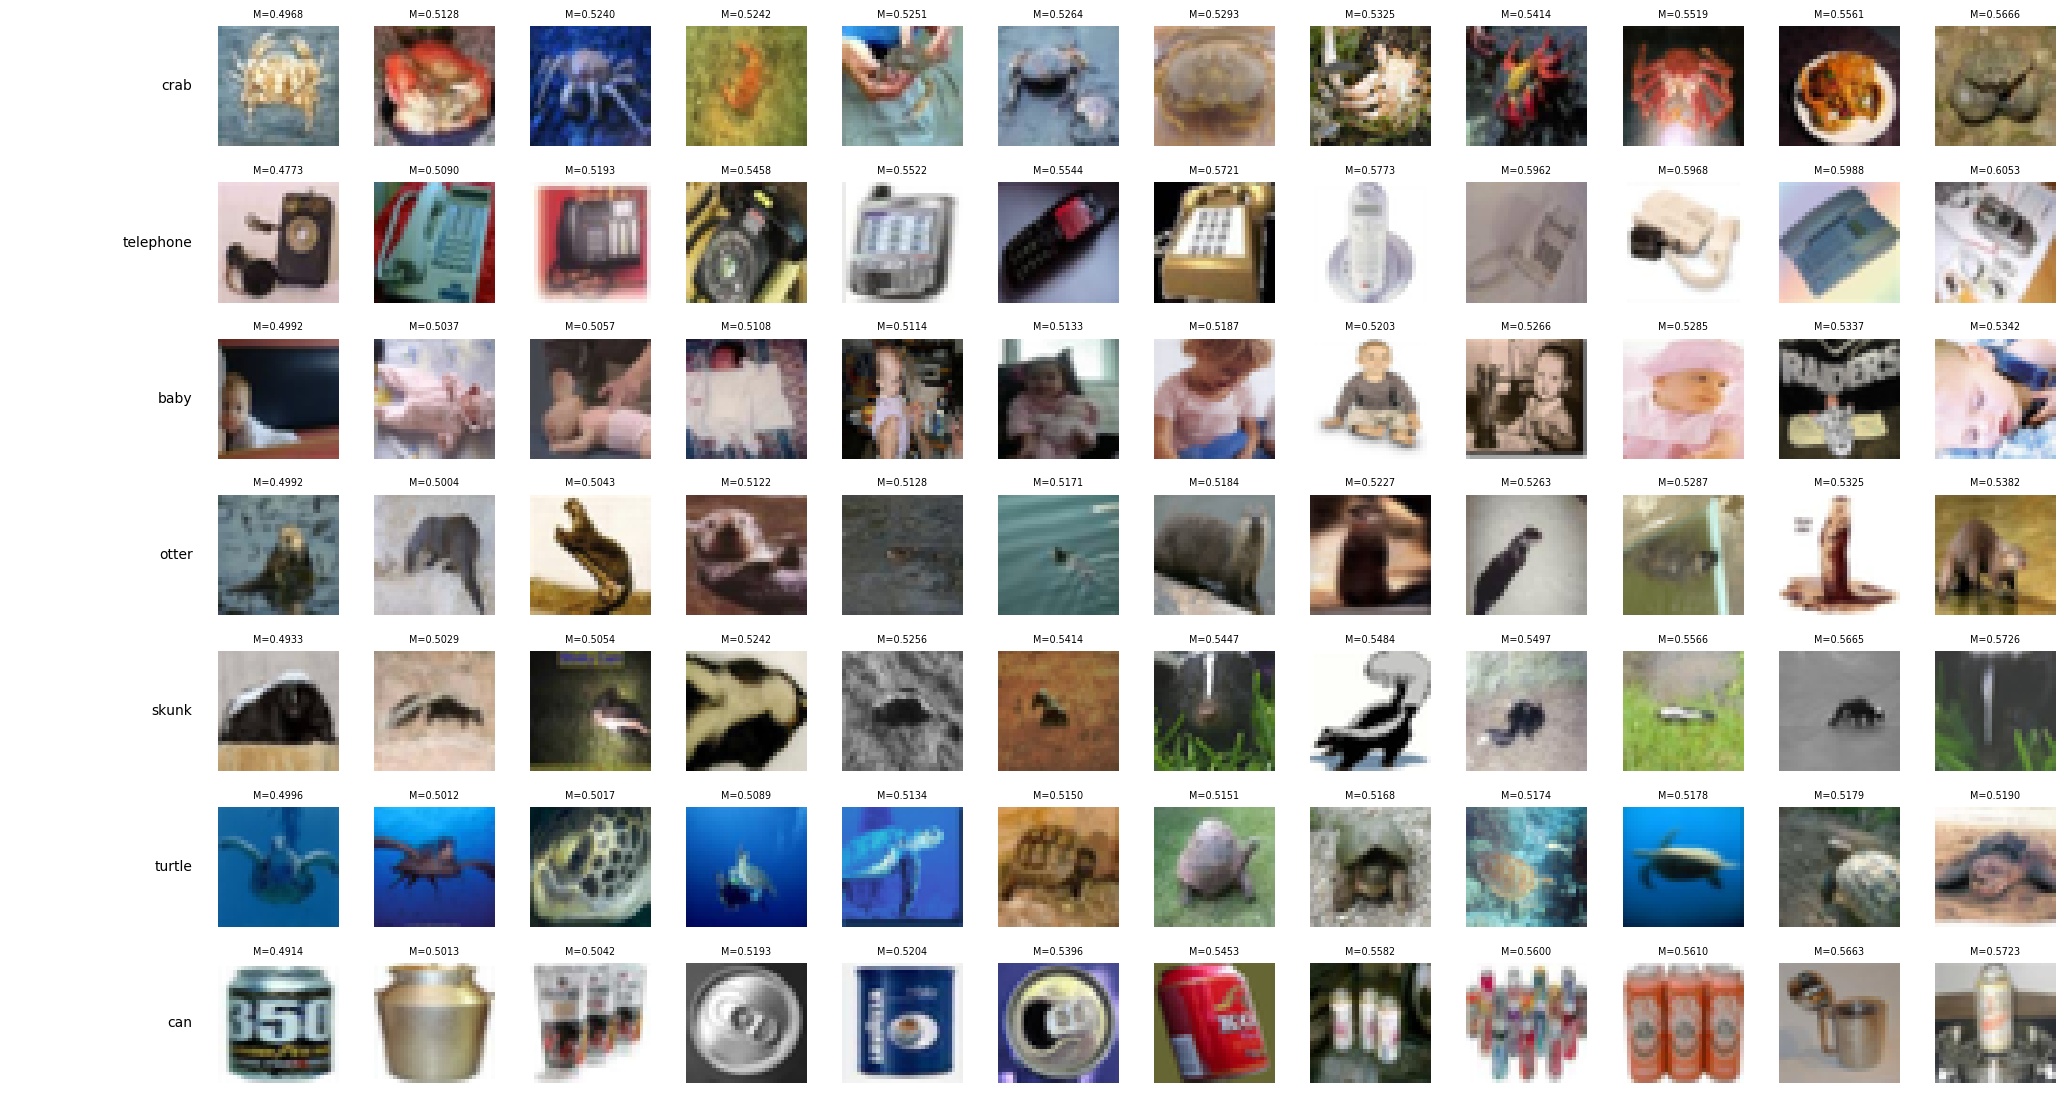 M=0.4968 M=0.5128 M=0.5240 M=0.5242 M=0.5251 M=0.5264 M=0.5293 M=0.5325 M=0.5414 M=0.5519 M=0.5561 M=0.5666
crab
M=0.4773 M=0.5090 M=0.5193 M=0.5458 M=0.5522 M=0.5544 M=0.5721 M=0.5773 M=0.5962 M=0.5968 M=0.5988 M=0.6053
telephone
M=0.4992 M=0.5037 M=0.5057 M=0.5108 M=0.5114 M=0.5133 M=0.5187 M=0.5203 M=0.5266 M=0.5285 M=0.5337 M=0.5342
RAIDERS
baby
M=0.4992 M=0.5004 M=0.5043 M=0.5122 M=0.5128 M=0.5171 M=0.5184 M=0.5227 M=0.5263 M=0.5287 M=0.5325 M=0.5382
otter
M=0.4933 M=0.5029 M=0.5054 M=0.5242 M=0.5256 M=0.5414 M=0.5447 M=0.5484 M=0.5497 M=0.5566 M=0.5665 M=0.5726
skunk
M=0.4996 M=0.5012 M=0.5017 M=0.5089 M=0.5134 M=0.5150 M=0.5151 M=0.5168 M=0.5174 M=0.5178 M=0.5179 M=0.5190
turtle
M=0.4914 M=0.5013 M=0.5042 M=0.5193 M=0.5204 M=0.5396 M=0.5453 M=0.5582 M=0.5600 M=0.5610 M=0.5663 M=0.5723
350
can